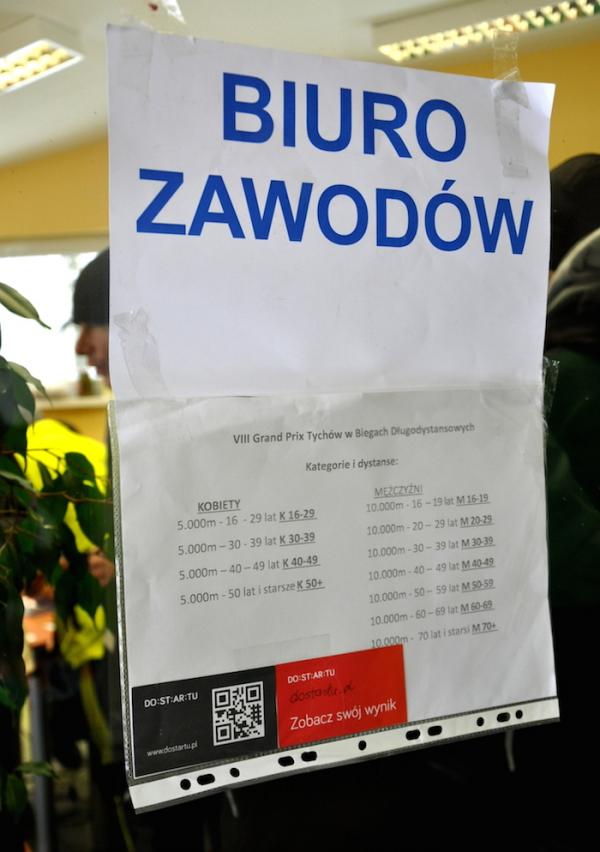 BIURO
ZAWODÓW
VIII Grand Prix Tychów w Biegach Długodystansowych
Kategorie i dystanse:
KOBIETY
5.000m - 16 - 29 lat K 16-29
5.000m – 30 - 39 lat K 30-39
5.000m – 40 – 49 lat K 40-49
5.000m - 50 lat i starsze K 50+
MĘŻCZYŹNI
10.000m - 16 – 19 lat M 16-19
10.000m - 20 – 29 lat M 20-29
10.000m - 30 – 39 lat M 30-39
10.000m - 40 – 49 lat M 40-49
10.000m - 50 – 59 lat M 50-59
10.000m - 60 – 69 lat M 60-69
10.000m - 70 lat i starsi M 70+
DO:ST:AR:TU
www.dostartu.pl
DO:ST:AR:TU
dostartu.pl
Zobacz swój wynik